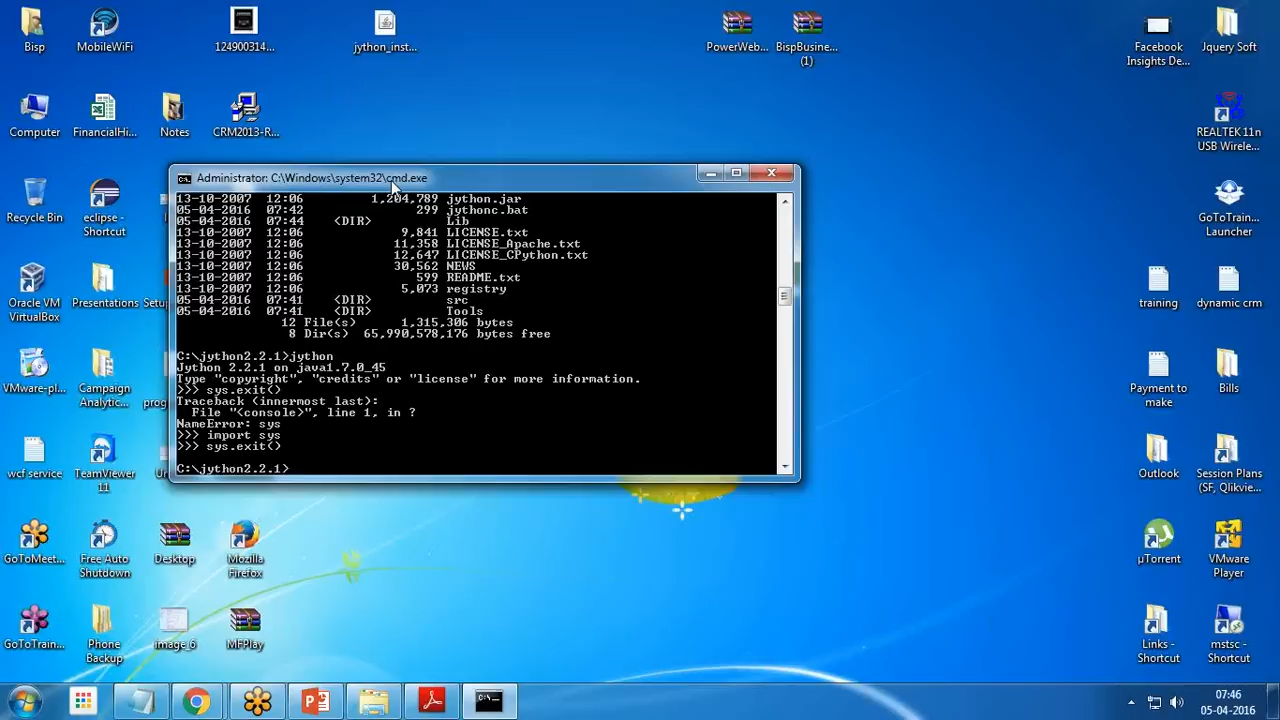 Bisp
MobileWiFi
124900314...
jython_inst...
PowerWeb...
BispBusine...
(1)
Facebook
Insights De...
Jquery Soft
Computer
FinancialHi...
Notes
CRM2013-R...
REALTEK 11n
USB Wirele...
Administrator: C:\Windows\system32\cmd.exe
13-10-2007  12:06         1,204,789 jython.jar
05-04-2016  07:42               299 jythonc.bat
05-04-2016  07:44    <DIR>          Lib
13-10-2007  12:06             9,841 LICENSE.txt
13-10-2007  12:06            11,358 LICENSE_Apache.txt
13-10-2007  12:06            12,647 LICENSE_CPython.txt
13-10-2007  12:06            30,562 NEWS
13-10-2007  12:06               599 README.txt
13-10-2007  12:06             5,073 registry
05-04-2016  07:41    <DIR>          src
05-04-2016  07:41    <DIR>          Tools
12 File(s)      1,315,306 bytes
8 Dir(s)  65,990,578,176 bytes free
C:\jython2.2.1>jython
Jython 2.2.1 on java1.7.0_45
Type "copyright", "credits" or "license" for more information.
>>> sys.exit()
Traceback (innermost last):
File "<console>", line 1, in ?
NameError: sys
>>> import sys
>>> sys.exit()
C:\jython2.2.1>
Recycle Bin
eclipse -
Shortcut
GoToTrain...
Launcher
Oracle VM
VirtualBox
Presentations
Setup
training
dynamic crm
VMware-pl...
Campaign
Analytic...
prog
Payment to
make
Bills
wcf service
TeamViewer
11
Un
Outlook
Session Plans
(SF, Qlikvie...
GoToMeet...
Free Auto
Shutdown
Desktop
Mozilla
Firefox
µTorrent
VMware
Player
GoToTrain...
Phone
Backup
image_6
MFPlay
Links -
Shortcut
mstsc -
Shortcut
07:46
05-04-2016